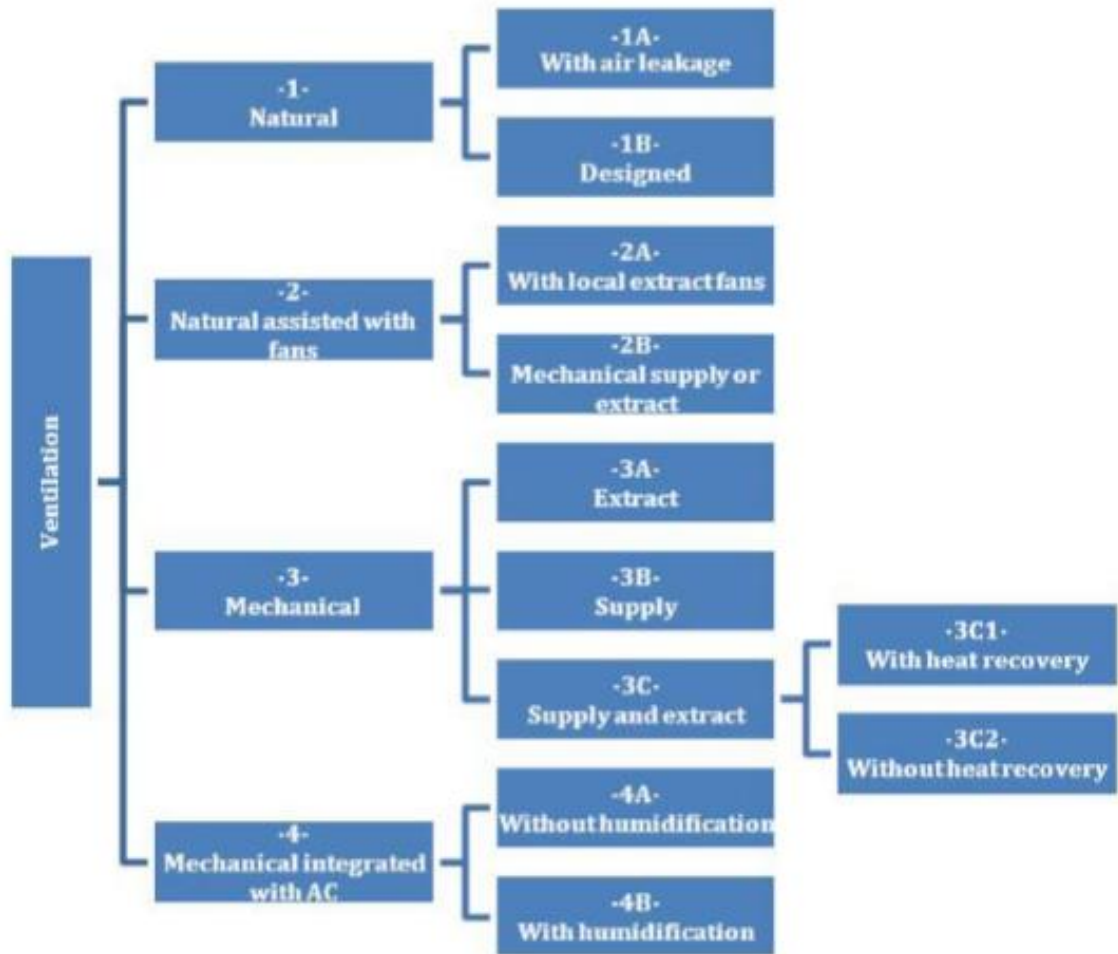 Ventilation
-1-
Natural
-1A-
With air leakage
-1B-
Designed
-2-
Natural assisted with
fans
-2A-
With local extract fans
-2B-
Mechanical supply or
extract
-3-
Mechanical
-3A-
Extract
-3B-
Supply
-3C-
Supply and extract
-3C1-
With heat recovery
-3C2-
Without heat recovery
-4-
Mechanical integrated
with AC
-4A-
Without humidification
-4B-
With humidification